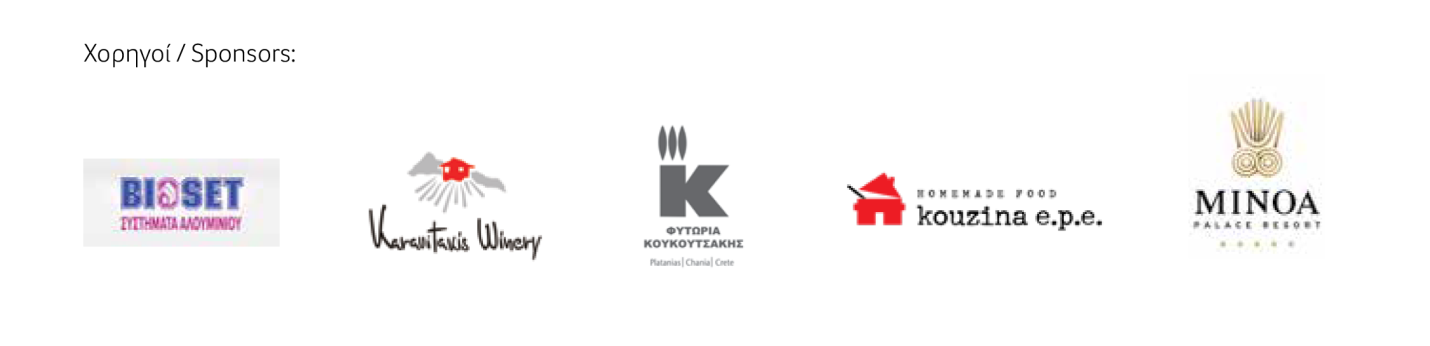 Χορηγοί / Sponsors:
BIOSET
ΣΥΣΤΗΜΑΤΑ ΑΛΟΥΜΙΝΙΟΥ
Karavitakis Winery
K
ΦΥΤΩΡΙΑ
ΚΟΥΚΟΥΤΣΑΚΗΣ
Platanias | Chania | Crete
HOMEMADE FOOD
kouzina e.p.e.
MINOA
PALACE RESORT